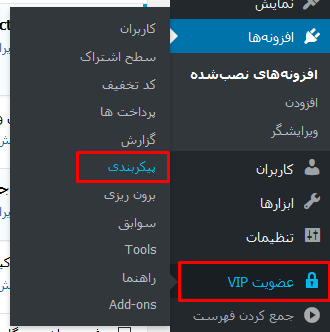 نمایش
افزونه‌ها
افزونه‌های نصب‌شده
افزودن
ویرایشگر
کاربران
ابزارها
تنظیمات
عضویت VIP
جمع کردن فهرست
کاربران
سطح اشتراک
کد تخفیف
پرداخت ها
گزارش
پیکربندی
برون ریزی
سوابق
Tools
راهنما
Add-ons